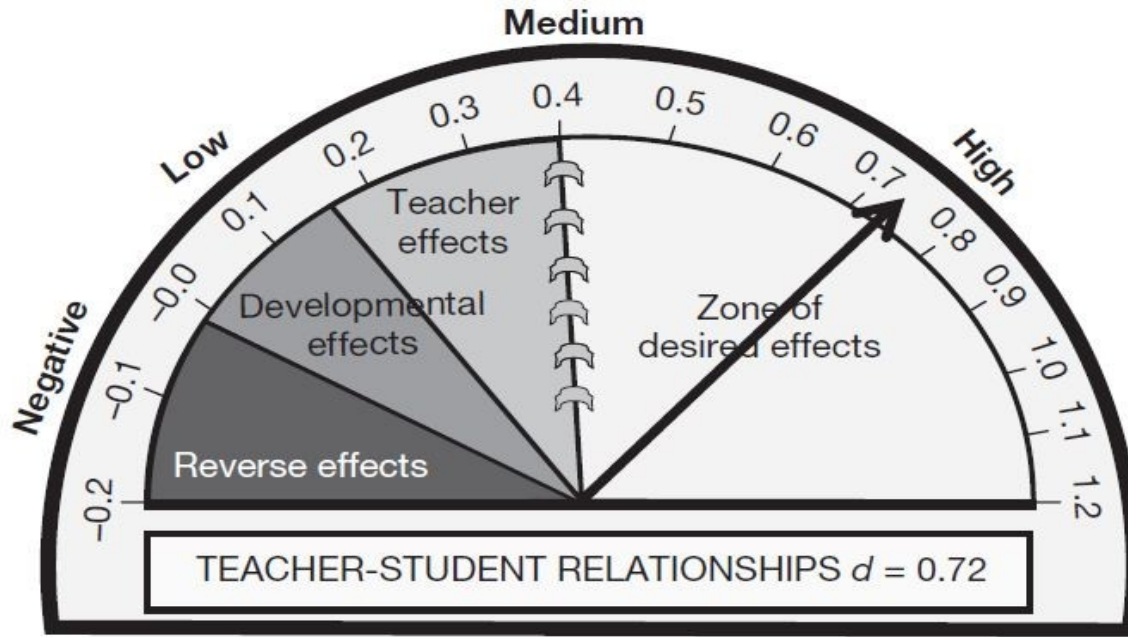 Medium
Low
High
Negative
−0.2
−0.1
−0.0
0.1
0.2
0.3
0.4
0.5
0.6
0.7
0.8
0.9
1.0
1.1
1.2
Teacher
effects
Developmental
effects
Reverse effects
Zone of
desired effects
TEACHER-STUDENT RELATIONSHIPS d = 0.72